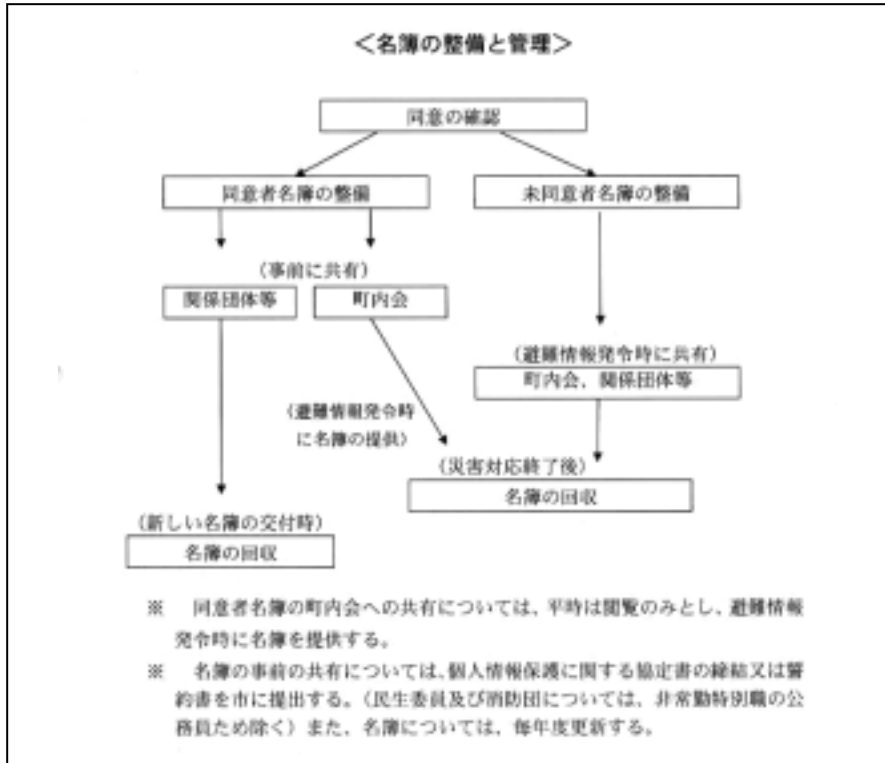 ＜名簿の整備と管理＞
同意の確認
同意者名簿の整備
未同意者名簿の整備
(事前に共有)
関係団体等
町内会
(避難情報発令時に共有)
町内会、関係団体等
(避難情報発令時
に名簿の提供)
(災害対応終了後)
名簿の回収
(新しい名簿の交付時)
名簿の回収
※　同意者名簿の町内会への共有については、平時は閲覧のみとし、避難情報
発令時に名簿を提供する。
※　名簿の事前の共有については、個人情報保護に関する協定書の締結又は誓
約書を市に提出する。（民生委員及び消防団については、非常勤特別職の公
務員ため除く）また、名簿については、毎年度更新する。